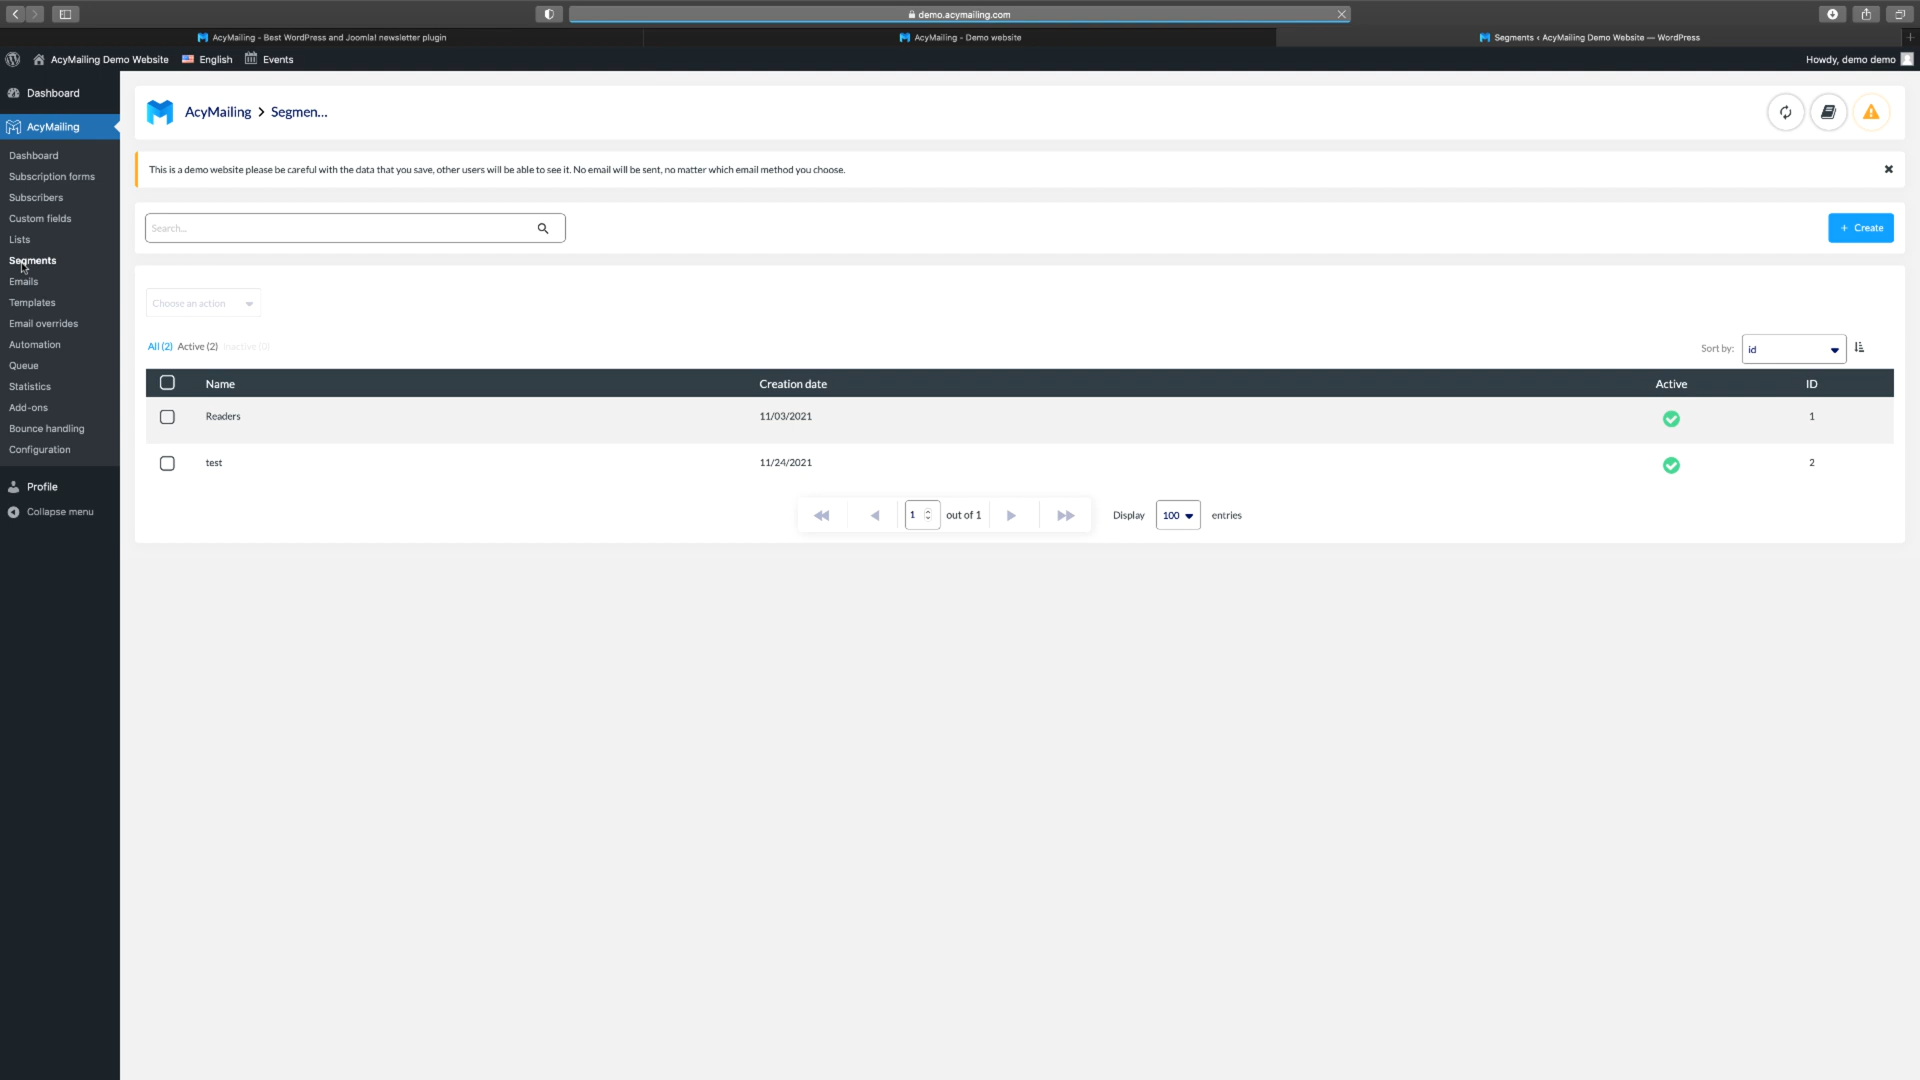 demo.acymailing.com
AcyMailing - Best WordPress and Joomla! newsletter plugin
AcyMailing - Demo website
Segments ‹ AcyMailing Demo Website — WordPress
AcyMailing Demo Website
English
Events
Howdy, demo demo
Dashboard
AcyMailing
Dashboard
Subscription forms
Subscribers
Custom fields
Lists
Segments
Emails
Templates
Email overrides
Automation
Queue
Statistics
Add-ons
Bounce handling
Configuration
Profile
Collapse menu
AcyMailing > Segmen...
This is a demo website please be careful with the data that you save, other users will be able to see it. No email will be sent, no matter which email method you choose.
Search...
+ Create
Choose an action
All (2) Active (2) Inactive (0)
Sort by: id
Name Creation date Active ID
Readers 11/03/2021 1
test 11/24/2021 2
1 out of 1 Display 100 entries